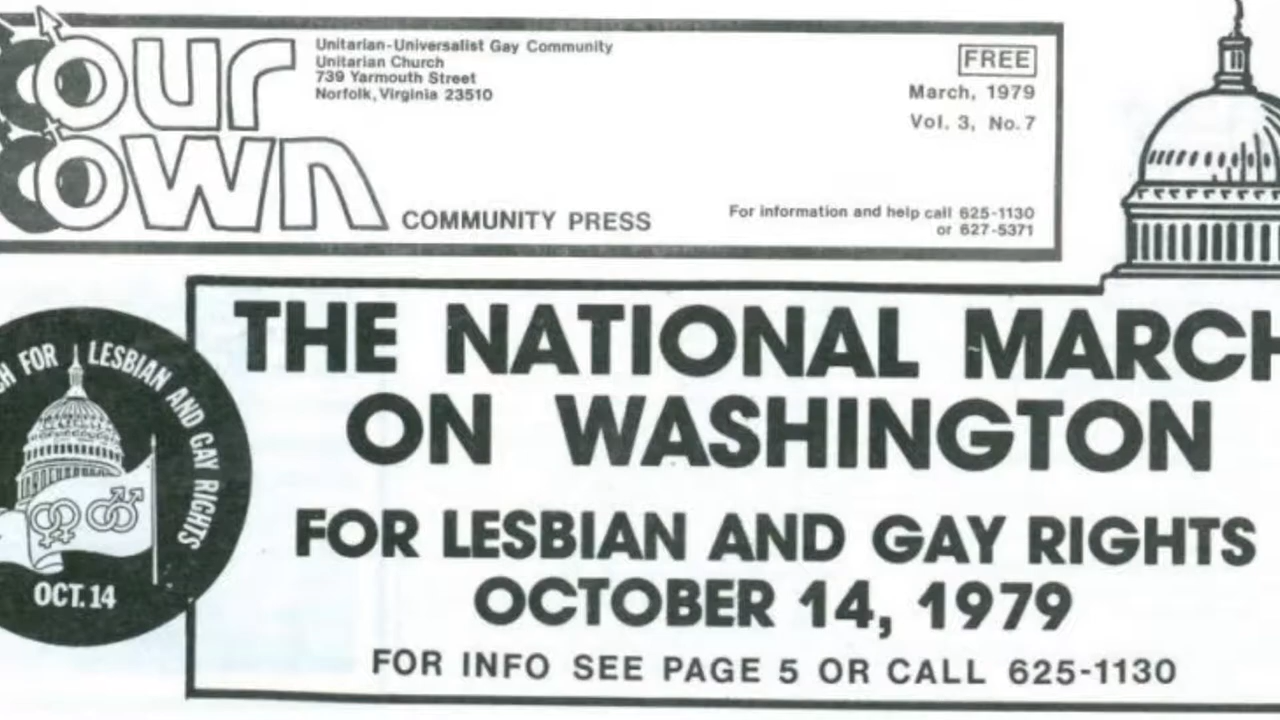 our
own
COMMUNITY PRESS
Unitarian-Universalist Gay Community
Unitarian Church
739 Yarmouth Street
Norfolk, Virginia 23510
FREE
March, 1979
Vol. 3, No. 7
For information and help call 625-1130
or 627-5371
THE NATIONAL MARCH
ON WASHINGTON
FOR LESBIAN AND GAY RIGHTS
OCTOBER 14, 1979
FOR INFO SEE PAGE 5 OR CALL 625-1130
FOR LESBIAN AND GAY RIGHTS
OCT. 14